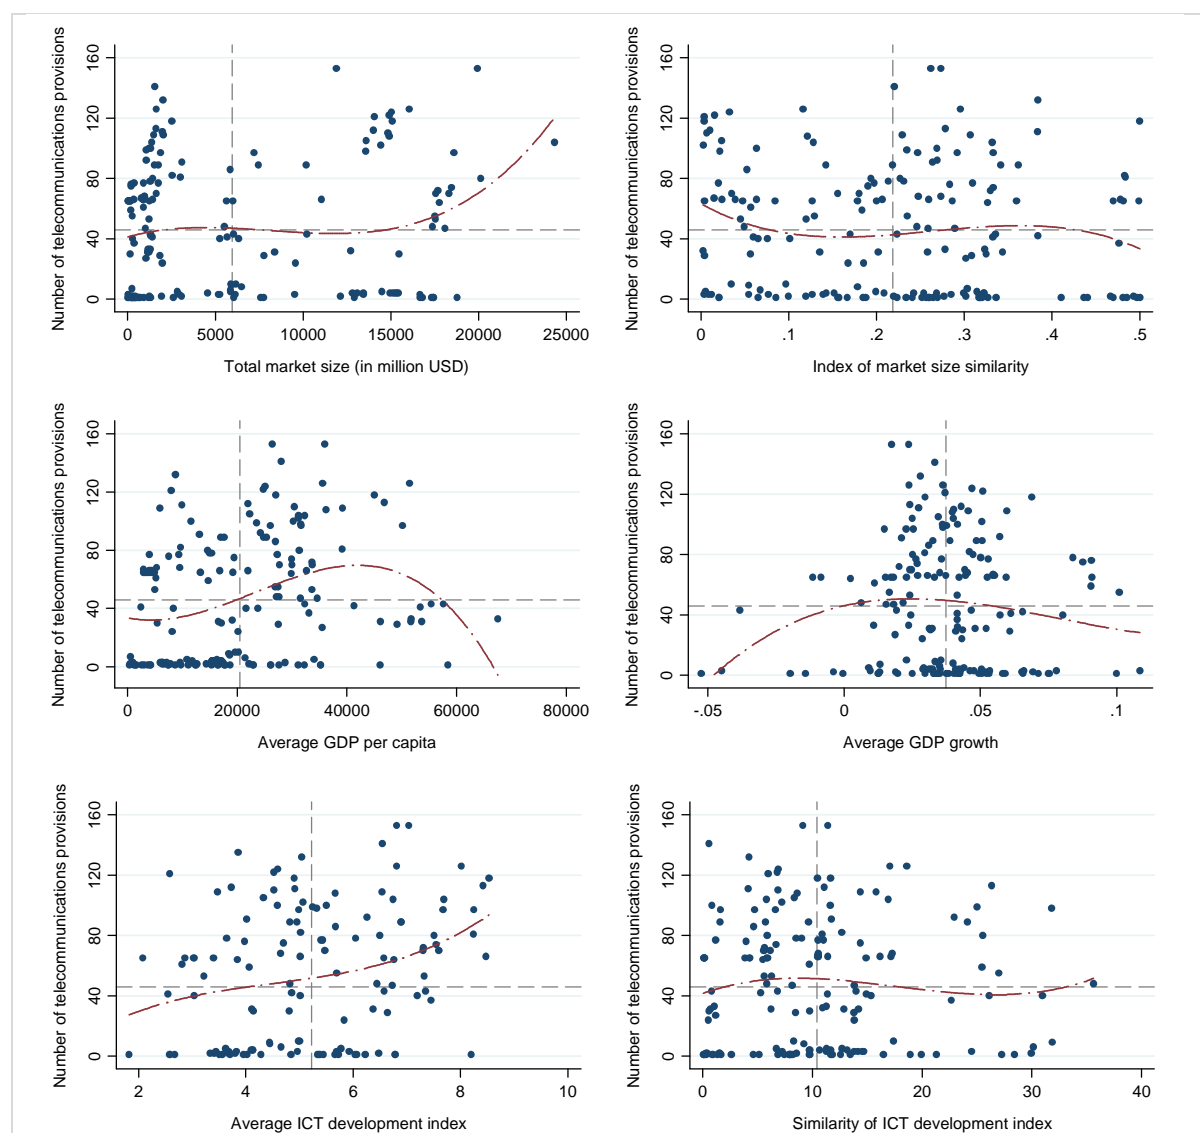 Number of telecommunications provisions
160
120
80
40
0
0 5000 10000 15000 20000 25000
Total market size (in million USD)
Number of telecommunications provisions
160
120
80
40
0
0 .1 .2 .3 .4 .5
Index of market size similarity
Number of telecommunications provisions
160
120
80
40
0
0 20000 40000 60000 80000
Average GDP per capita
Number of telecommunications provisions
160
120
80
40
0
-.05 0 .05 .1
Average GDP growth
Number of telecommunications provisions
160
120
80
40
0
2 4 6 8 10
Average ICT development index
Number of telecommunications provisions
160
120
80
40
0
0 10 20 30 40
Similarity of ICT development index